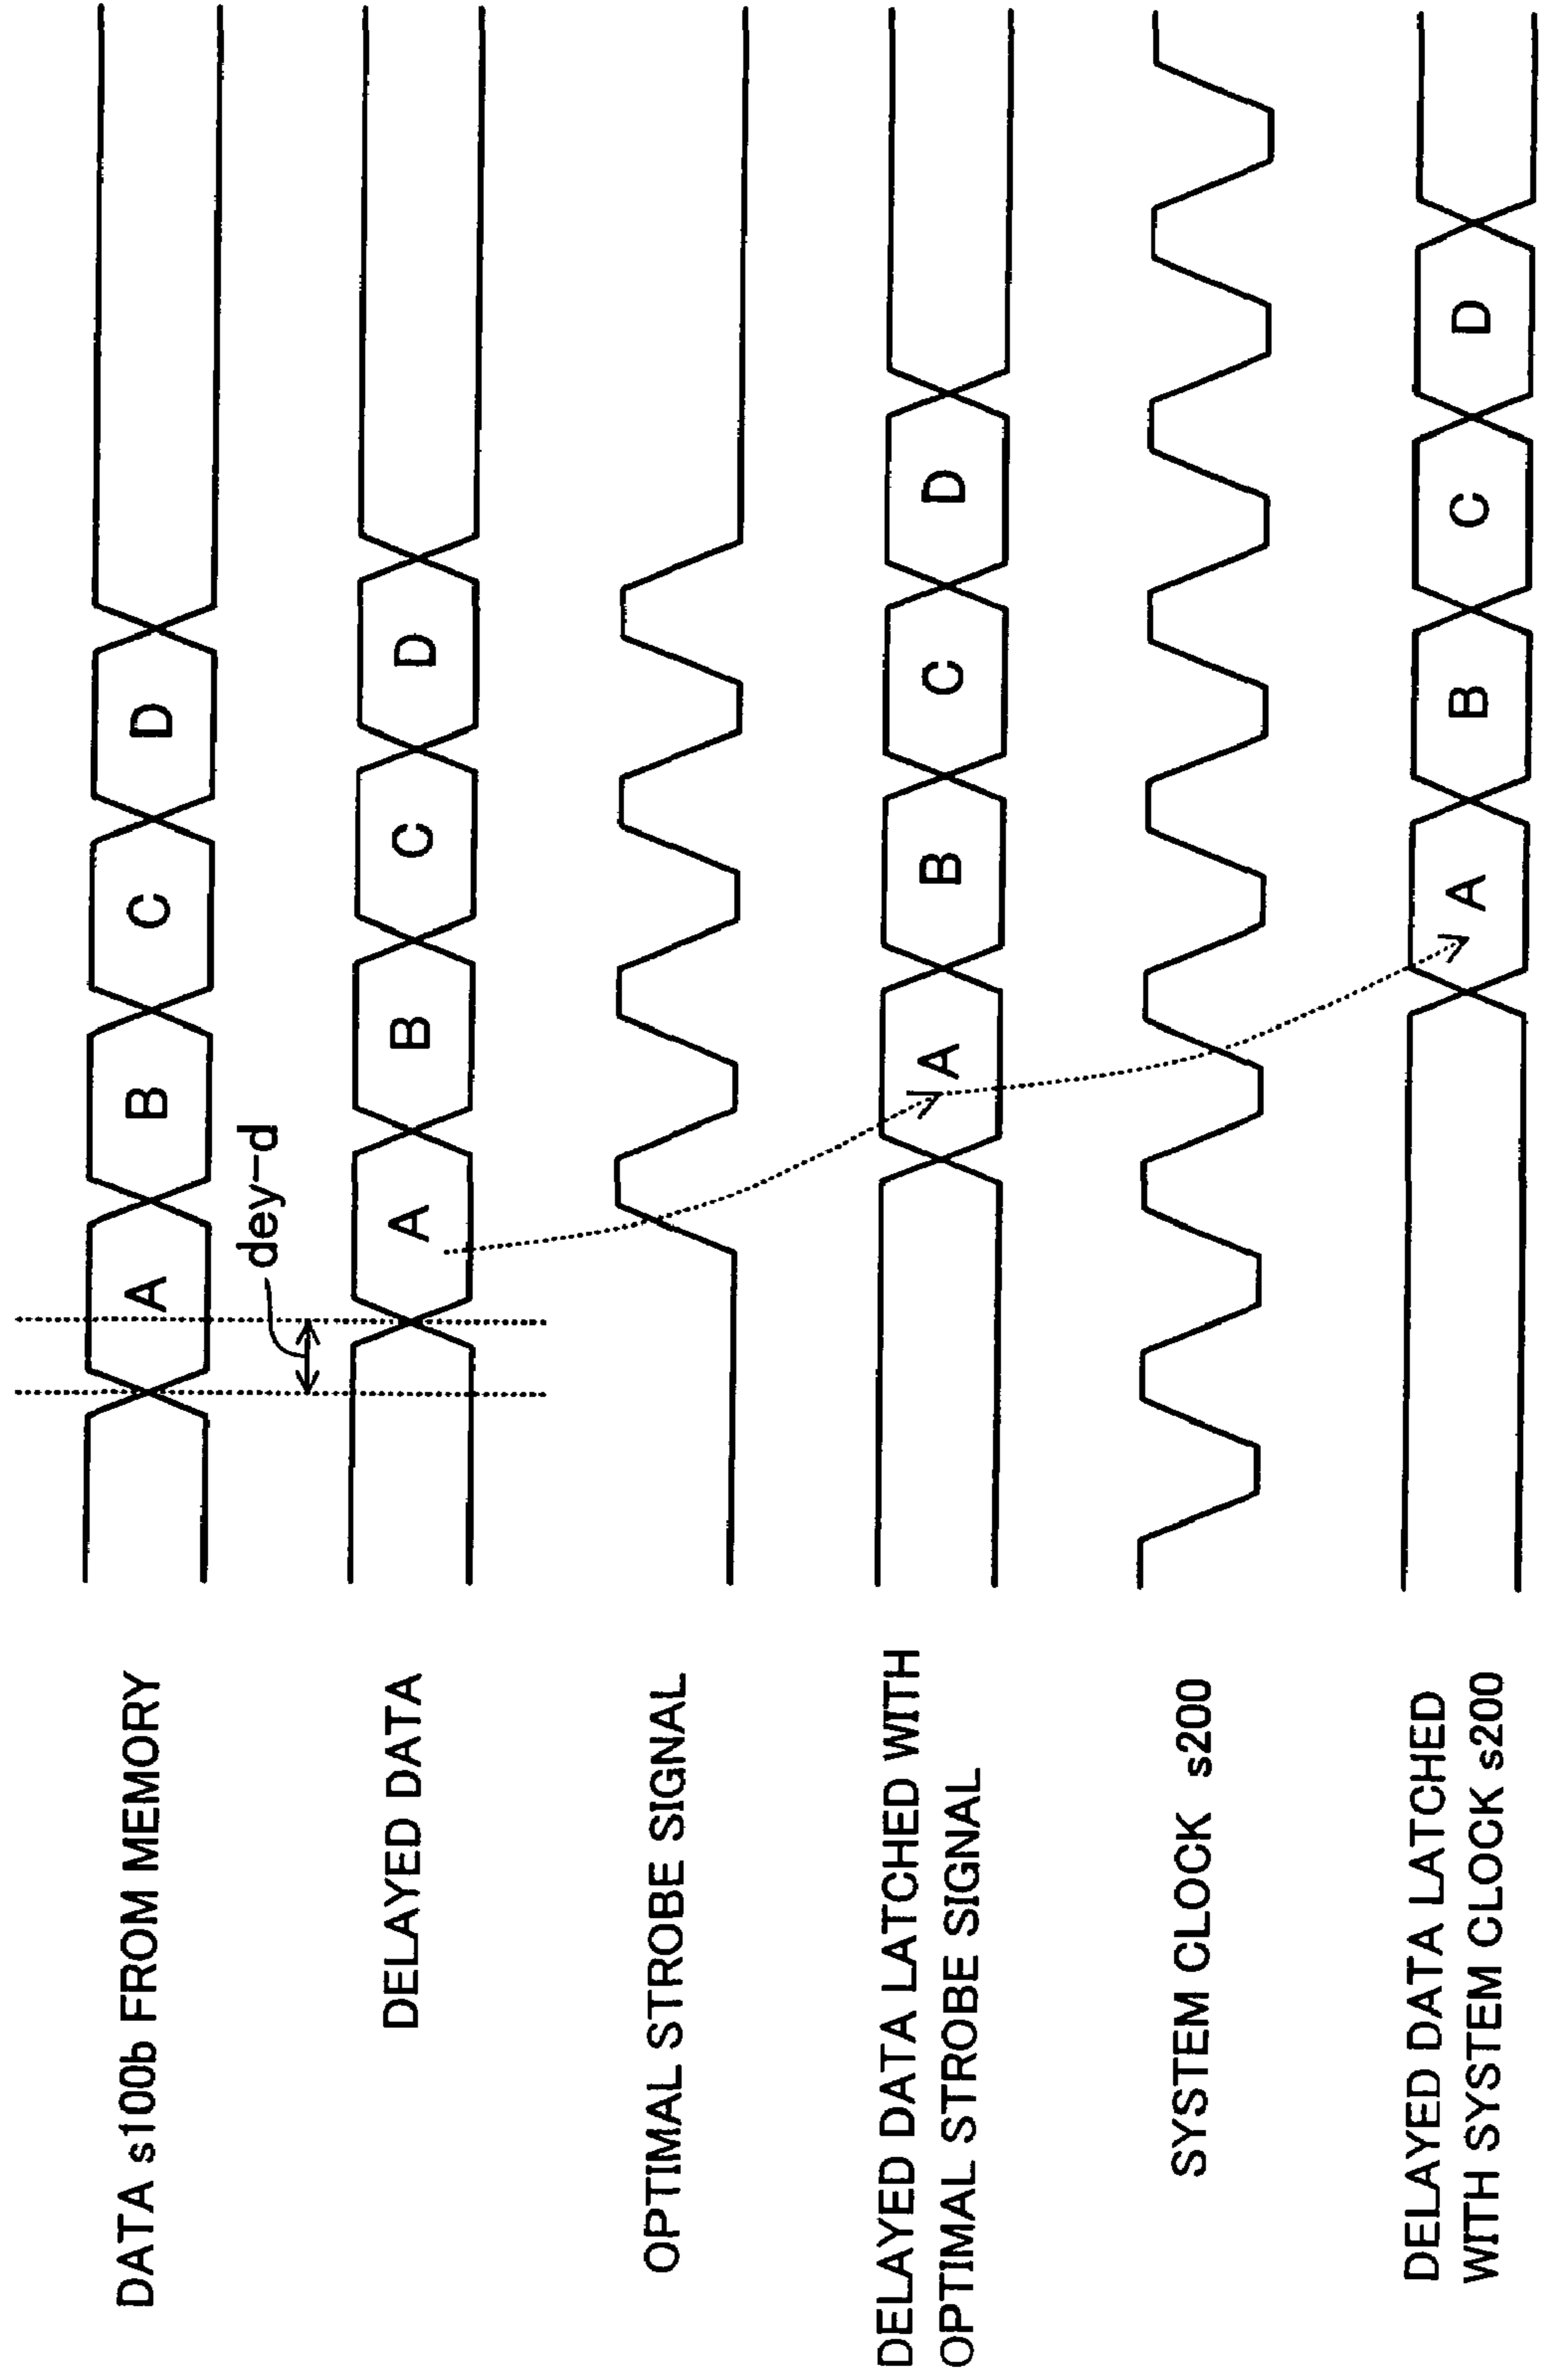 DATA s100b FROM MEMORY
A B C D
dey-d
DELAYED DATA
A B C D
OPTIMAL STROBE SIGNAL
DELAYED DATA LATCHED WITH
OPTIMAL STROBE SIGNAL
A B C D
SYSTEM CLOCK s200
DELAYED DATA LATCHED
WITH SYSTEM CLOCK s200
A B C D